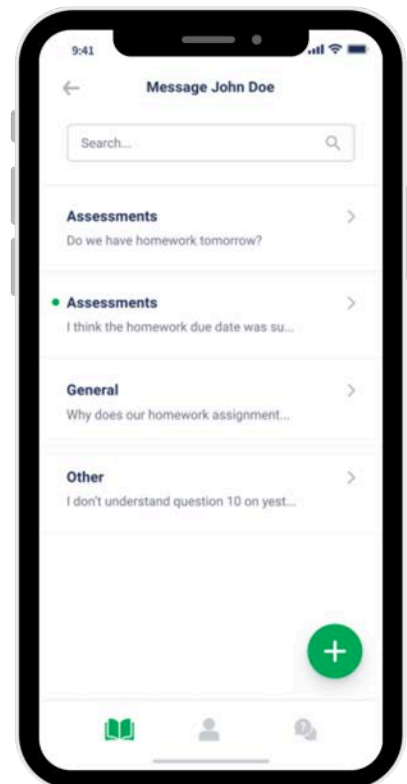 9:41
Message John Doe
Search...
Assessments
Do we have homework tomorrow?
Assessments
I think the homework due date was su...
General
Why does our homework assignment...
Other
I don't understand question 10 on yest...